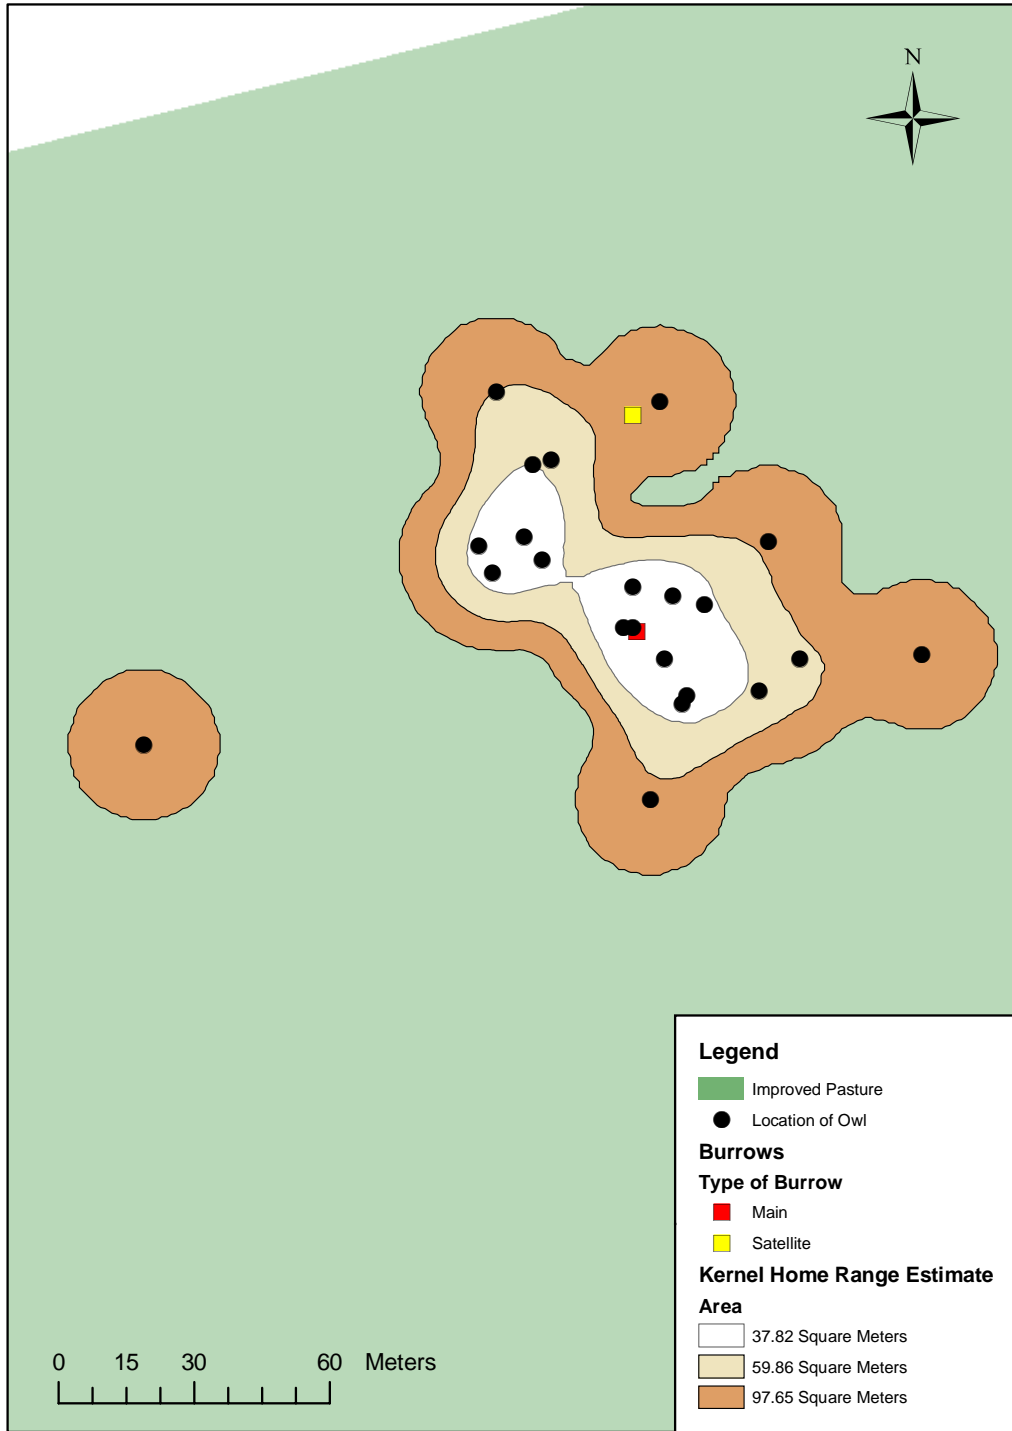 N
Legend
Improved Pasture
Location of Owl
Burrows
Type of Burrow
Main
Satellite
Kernel Home Range Estimate
Area
37.82 Square Meters
59.86 Square Meters
97.65 Square Meters
0 15 30 60 Meters